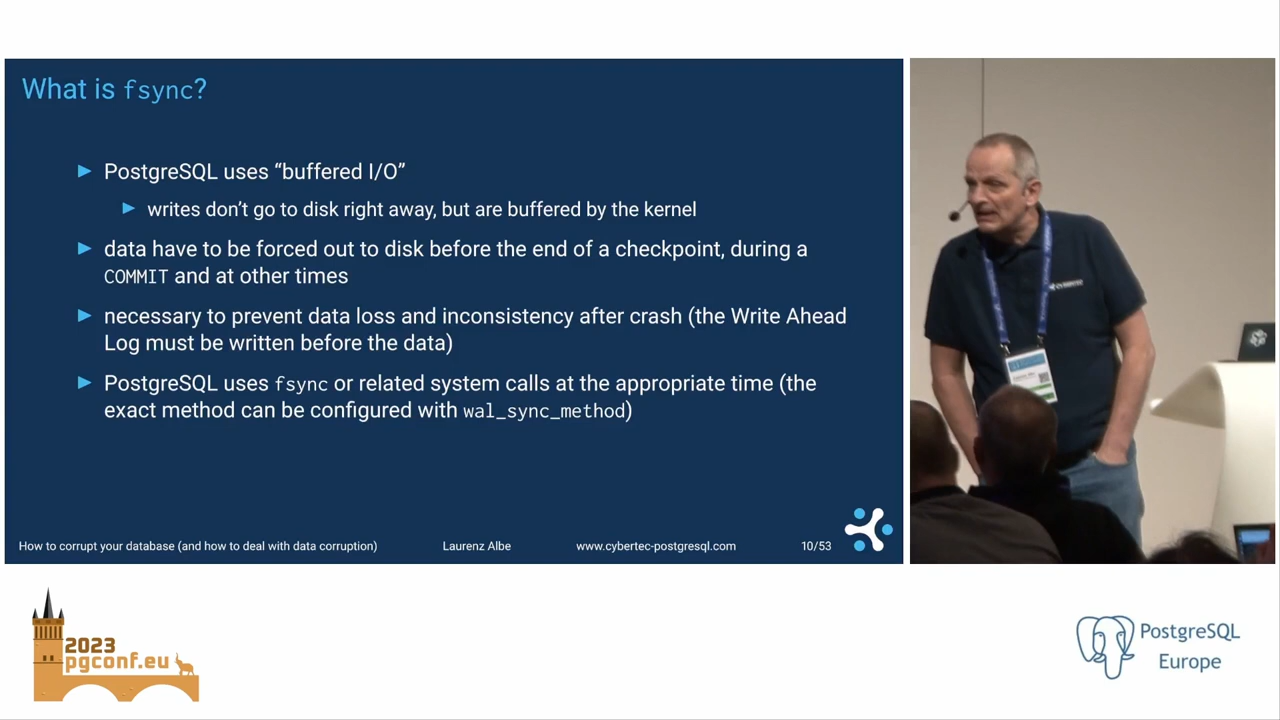 What is fsync?
PostgreSQL uses “buffered I/O”
writes don’t go to disk right away, but are buffered by the kernel
data have to be forced out to disk before the end of a checkpoint, during a
COMMIT and at other times
necessary to prevent data loss and inconsistency after crash (the Write Ahead
Log must be written before the data)
PostgreSQL uses fsync or related system calls at the appropriate time (the
exact method can be configured with wal_sync_method)
How to corrupt your database (and how to deal with data corruption) Laurenz Albe www.cybertec-postgresql.com 10/53
CYBERTEC
2023
pgconf.eu
PostgreSQL
Europe